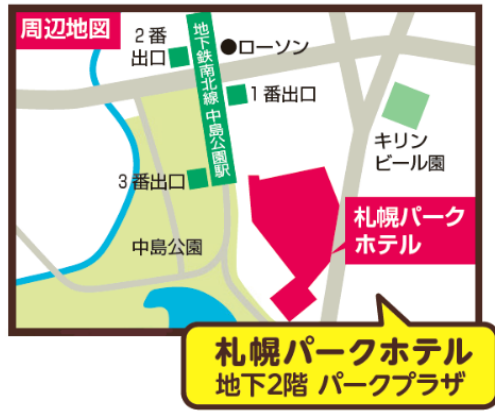 周辺地図
2番
出口
●ローソン
地下鉄南北線 中島公園駅
1番出口
キリン
ビール園
3番出口
中島公園
札幌パーク
ホテル
札幌パークホテル
地下2階 パークプラザ